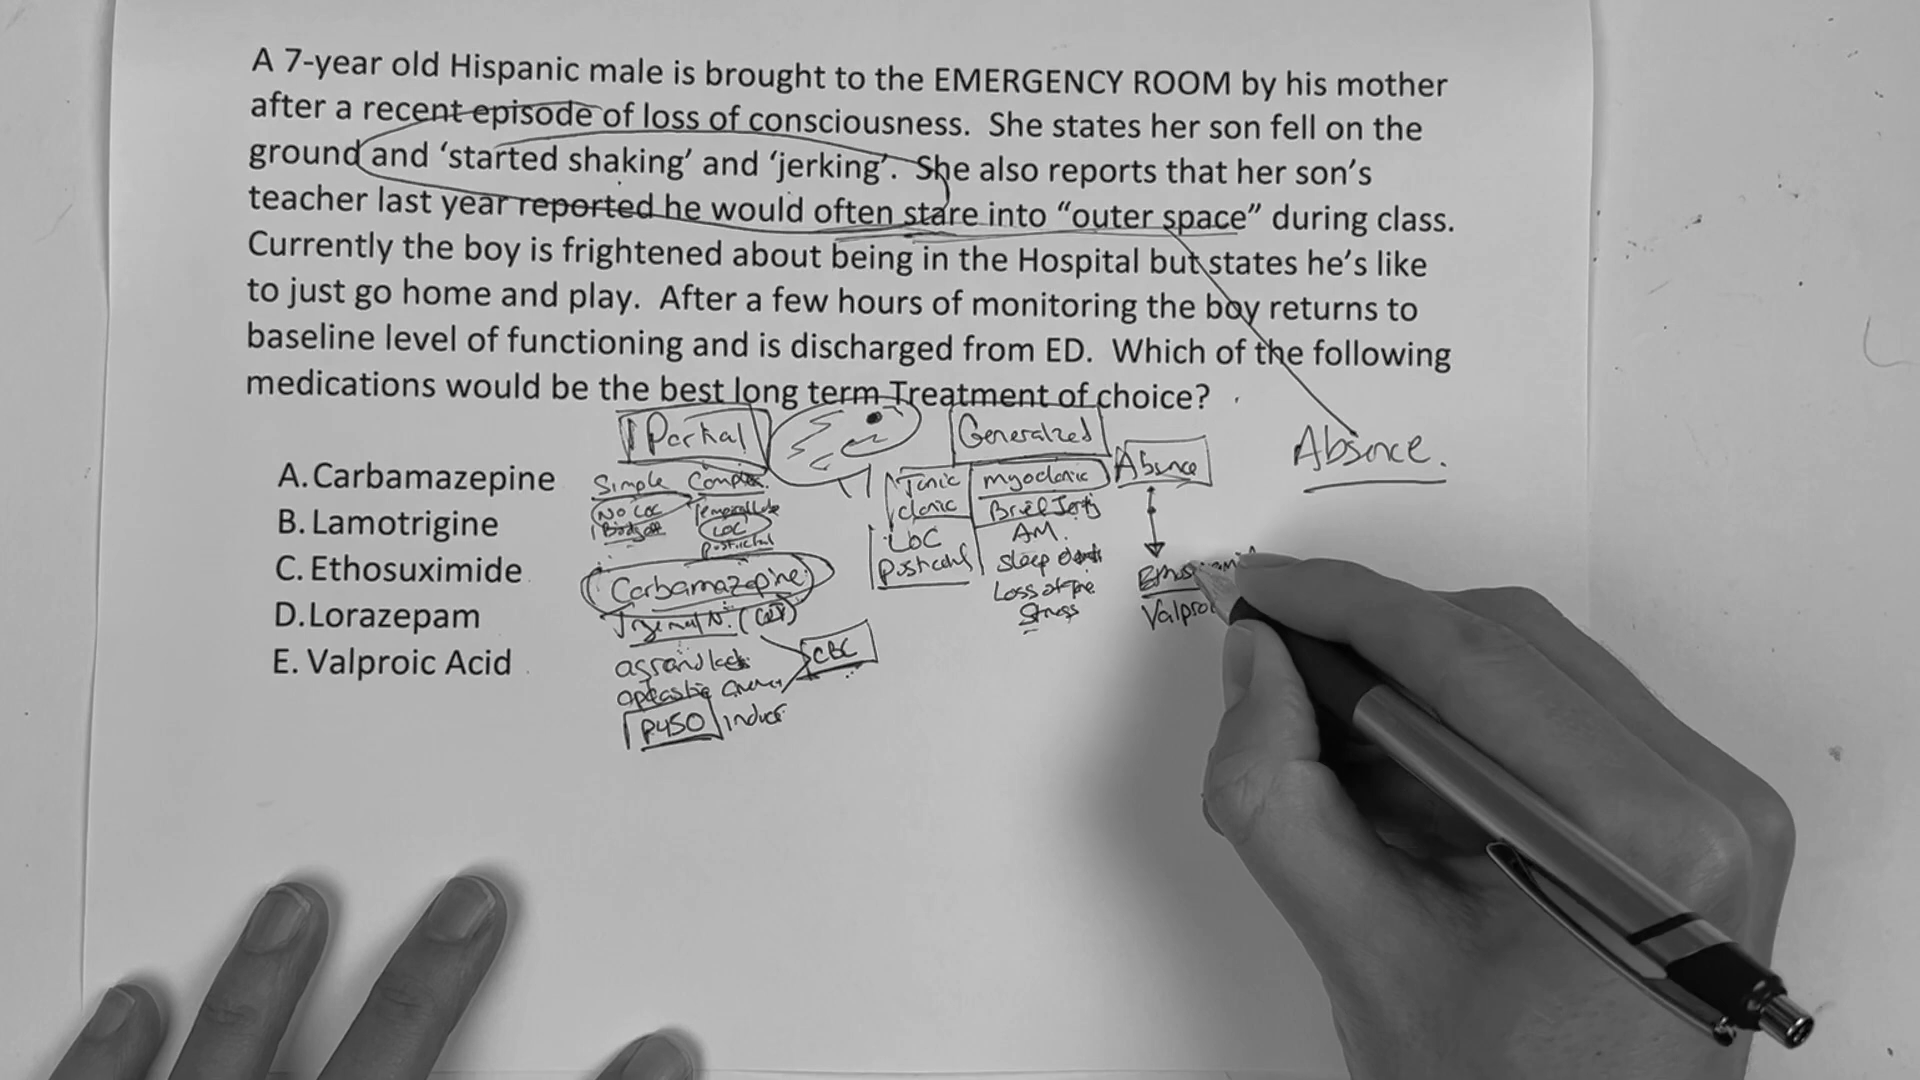 A 7-year old Hispanic male is brought to the EMERGENCY ROOM by his mother
after a recent episode of loss of consciousness. She states her son fell on the
ground and ‘started shaking’ and ‘jerking’. She also reports that her son’s
teacher last year reported he would often stare into “outer space” during class.
Currently the boy is frightened about being in the Hospital but states he’s like
to just go home and play. After a few hours of monitoring the boy returns to
baseline level of functioning and is discharged from ED. Which of the following
medications would be the best long term Treatment of choice?
A. Carbamazepine
B. Lamotrigine
C. Ethosuximide
D. Lorazepam
E. Valproic Acid
Partial
Simple Complex
No LOC
LOC
Carbamazepine
CBC
P450 induc
Generalized
Tonic
clonic
LOC
myoclonic
Brief Jerks
AM.
sleep
Loss of
Stress
Absence
Valpro
Absence.